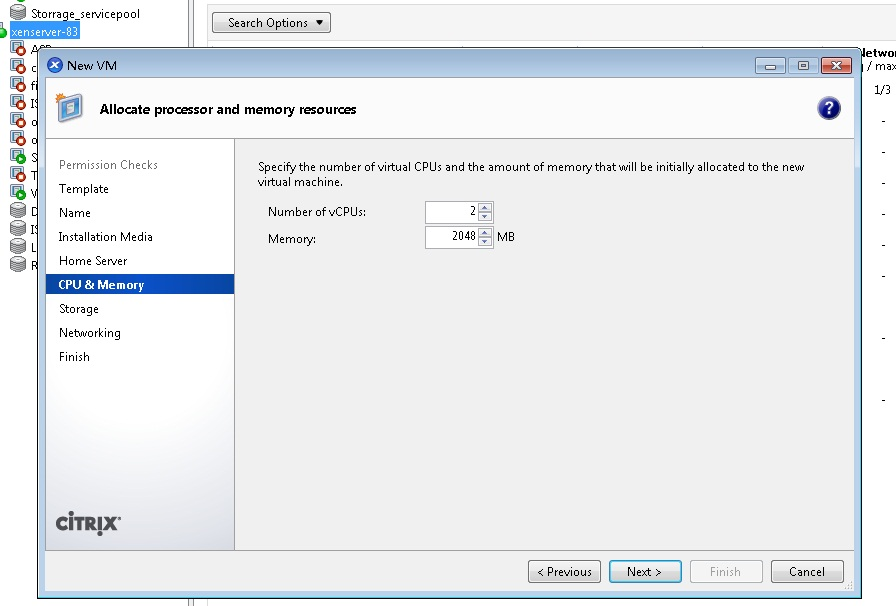 Storrage_servicepool
Search Options
xenserver-83
New VM
/ max
1/3
Allocate processor and memory resources
?
Permission Checks
Template
Name
Installation Media
Home Server
CPU & Memory
Storage
Networking
Finish
Specify the number of virtual CPUs and the amount of memory that will be initially allocated to the new
virtual machine.
Number of vCPUs: 2
Memory: 2048 MB
CITRIX
< Previous Next > Finish Cancel